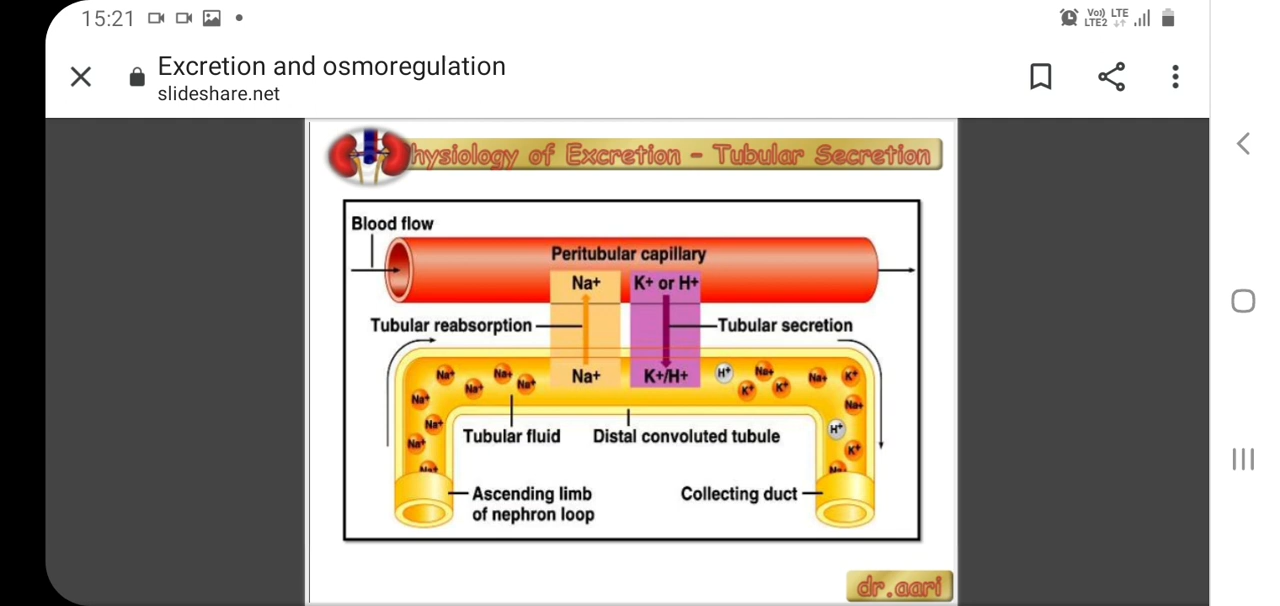 15:21
Vo)) LTE
LTE2
Excretion and osmoregulation
slideshare.net
hysiology of Excretion - Tubular Secretion
Blood flow
Peritubular capillary
Na+ K+ or H+
Tubular reabsorption Tubular secretion
Na+ K+/H+
Na+ Na+ Na+ Na+ H+ Na+ K+ K+ Na+ K+
Na+ Na+
Na+ H+
Na+ K+
Na+ Na+
Tubular fluid Distal convoluted tubule
Ascending limb
of nephron loop
Collecting duct
dr.aari